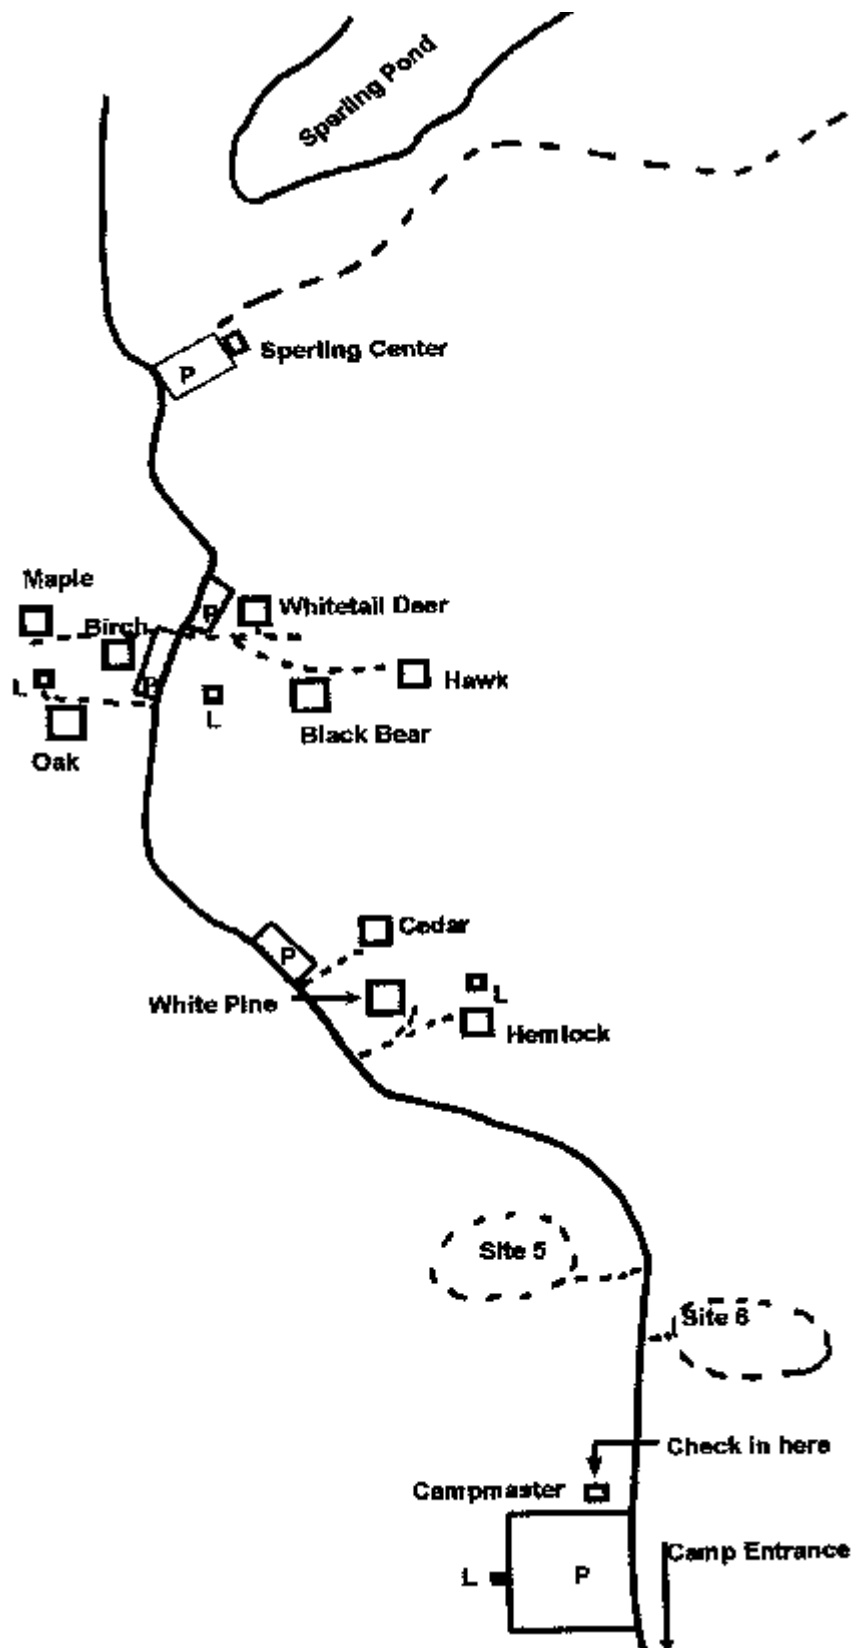 Sperling Pond
Sperling Center
P
Maple
Whitetail Deer
P
Birch
Hawk
L
P
L
Black Bear
Oak
Cedar
P
White Pine
L
Hemlock
Site 5
Site 6
Check in here
Campmaster
Camp Entrance
L
P